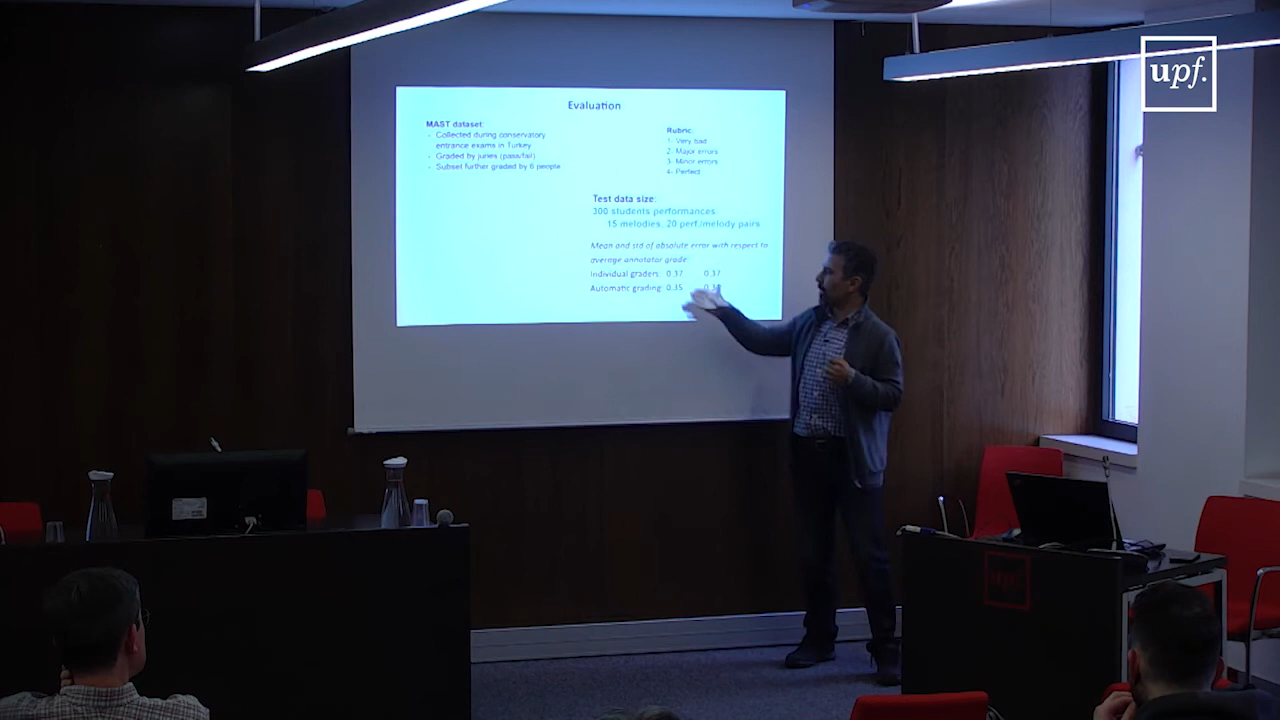 upf.
Evaluation
MAST dataset:
- Collected during conservatory
entrance exams in Turkey
- Graded by juries (pass/fail)
- Subset further graded by 6 people
Rubric:
1- Very bad
2- Major errors
3- Minor errors
4- Perfect
Test data size:
300 students performances
15 melodies, 20 perf./melody pairs
Mean and std of absolute error with respect to
average annotator grade:
Individual graders: 0.37 0.37
Automatic grading: 0.35
upf.